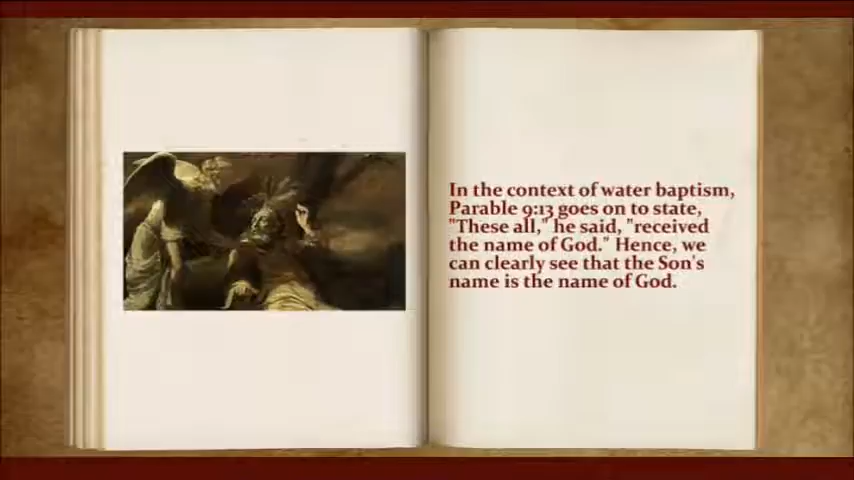 In the context of water baptism,
Parable 9:13 goes on to state,
"These all," he said, "received
the name of God." Hence, we
can clearly see that the Son's
name is the name of God.